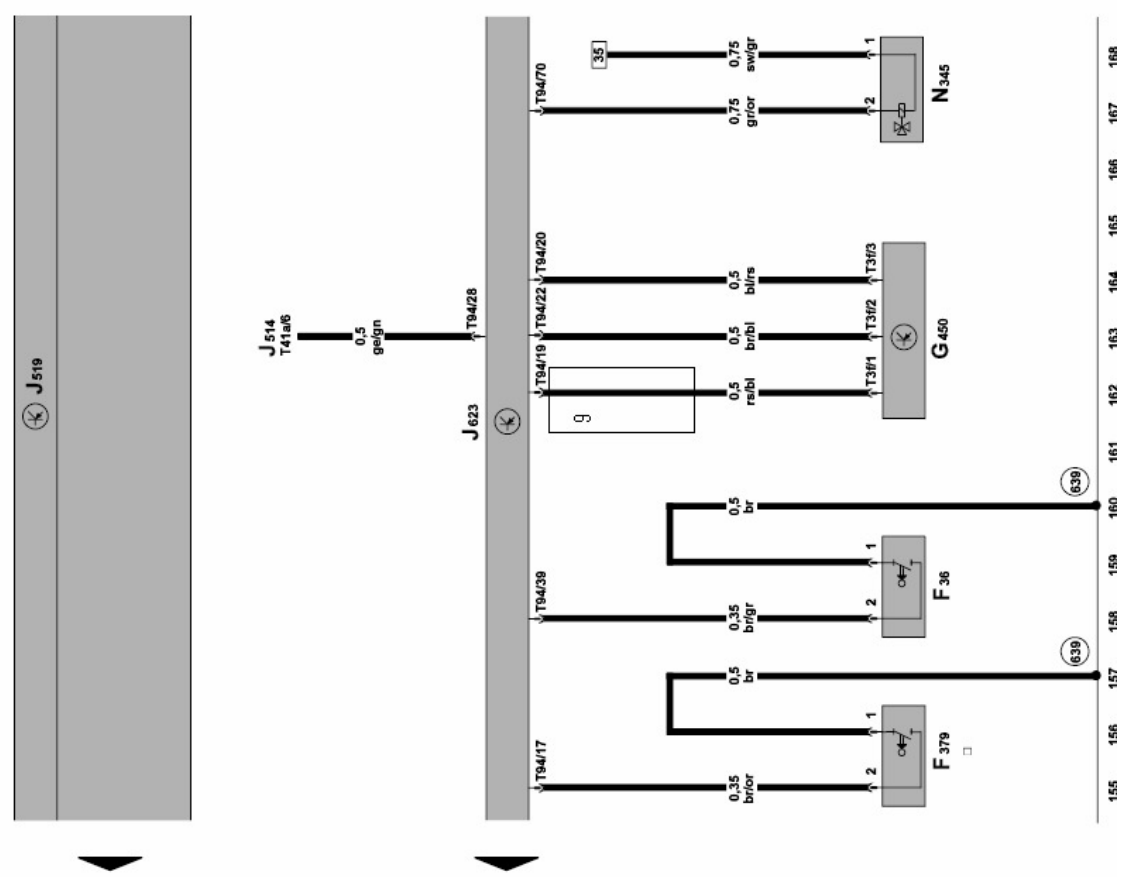 J519
J514
T41a/6
0,5
ge/gn
J623
T94/28
T94/17
T94/39
T94/19
T94/22
T94/20
T94/70
9
35
0,35
br/or
0,5
br
0,35
br/gr
0,5
br
0,5
rs/bl
0,5
br/bl
0,5
bl/rs
0,75
gr/or
0,75
sw/gr
2
1
2
1
T3f/1
T3f/2
T3f/3
2
1
F379
F36
G450
N345
639
639
155 156 157 158 159 160 161 162 163 164 165 166 167 168